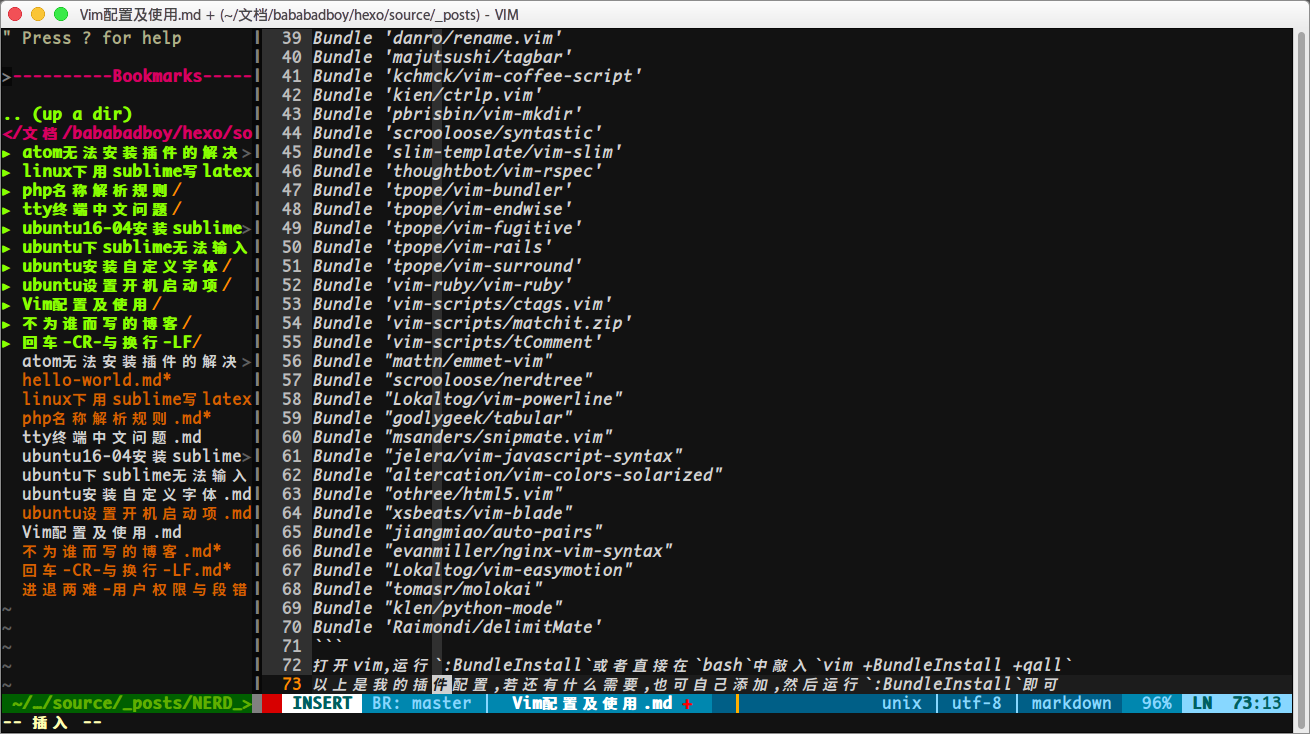 Vim配置及使用.md + (~/文档/bababadboy/hexo/source/_posts) - VIM
" Press ? for help
>----------Bookmarks-----
.. (up a dir)
</文档/bababadboy/hexo/so
▸ atom无法安装插件的解决>
▸ linux下用sublime写latex
▸ php名称解析规则/
▸ tty终端中文问题/
▸ ubuntu16-04安装sublime>
▸ ubuntu下sublime无法输入
▸ ubuntu安装自定义字体/
▸ ubuntu设置开机启动项/
▸ Vim配置及使用/
▸ 不为谁而写的博客/
▸ 回车-CR-与换行-LF/
atom无法安装插件的解决>
hello-world.md*
linux下用sublime写latex
php名称解析规则.md*
tty终端中文问题.md
ubuntu16-04安装sublime>
ubuntu下sublime无法输入
ubuntu安装自定义字体.md
ubuntu设置开机启动项.md
Vim配置及使用.md
不为谁而写的博客.md*
回车-CR-与换行-LF.md*
进退两难-用户权限与段错
~
~
~
~
~
39 Bundle 'danro/rename.vim'
40 Bundle 'majutsushi/tagbar'
41 Bundle 'kchmck/vim-coffee-script'
42 Bundle 'kien/ctrlp.vim'
43 Bundle 'pbrisbin/vim-mkdir'
44 Bundle 'scrooloose/syntastic'
45 Bundle 'slim-template/vim-slim'
46 Bundle 'thoughtbot/vim-rspec'
47 Bundle 'tpope/vim-bundler'
48 Bundle 'tpope/vim-endwise'
49 Bundle 'tpope/vim-fugitive'
50 Bundle 'tpope/vim-rails'
51 Bundle 'tpope/vim-surround'
52 Bundle 'vim-ruby/vim-ruby'
53 Bundle 'vim-scripts/ctags.vim'
54 Bundle 'vim-scripts/matchit.zip'
55 Bundle 'vim-scripts/tComment'
56 Bundle "mattn/emmet-vim"
57 Bundle "scrooloose/nerdtree"
58 Bundle "Lokaltog/vim-powerline"
59 Bundle "godlygeek/tabular"
60 Bundle "msanders/snipmate.vim"
61 Bundle "jelera/vim-javascript-syntax"
62 Bundle "altercation/vim-colors-solarized"
63 Bundle "othree/html5.vim"
64 Bundle "xsbeats/vim-blade"
65 Bundle "jiangmiao/auto-pairs"
66 Bundle "evanmiller/nginx-vim-syntax"
67 Bundle "Lokaltog/vim-easymotion"
68 Bundle "tomasr/molokai"
69 Bundle "klen/python-mode"
70 Bundle 'Raimondi/delimitMate'
71 ```
72 打开vim,运行`:BundleInstall`或者直接在`bash`中敲入`vim +BundleInstall +qall`
73 以上是我的插件配置,若还有什么需要,也可自己添加,然后运行`:BundleInstall`即可
~/…/source/_posts/NERD_> INSERT BR: master Vim配置及使用.md + unix utf-8 markdown 96% LN 73:13
-- 插入 --